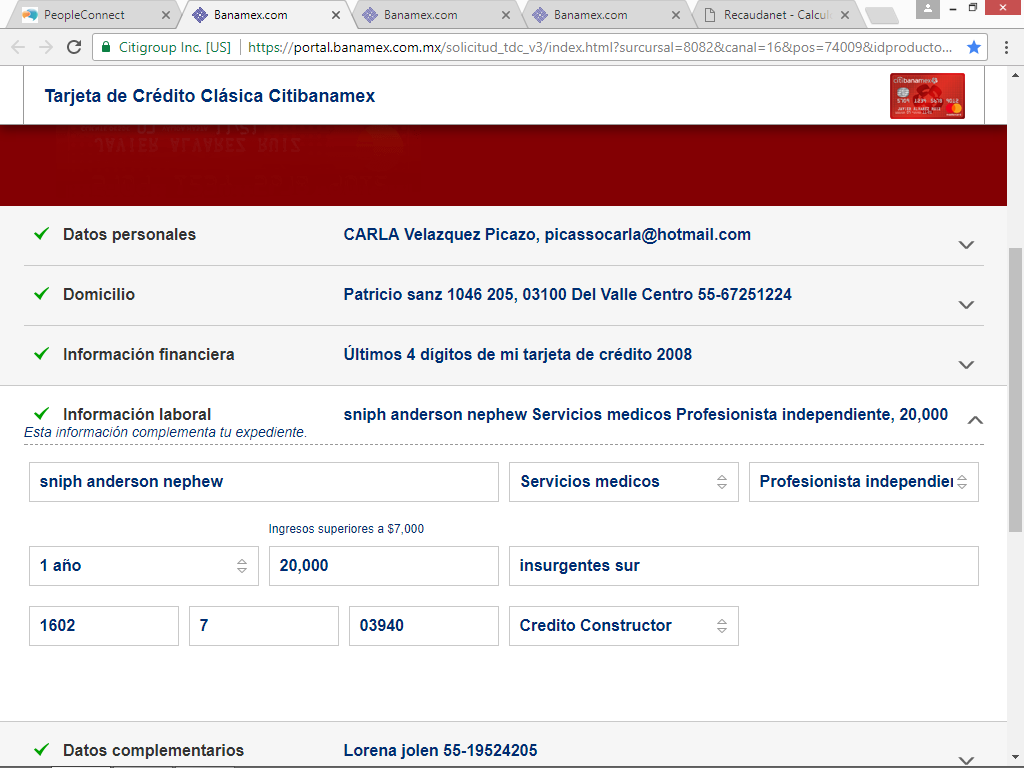 PeopleConnect
Banamex.com
Banamex.com
Banamex.com
Recaudanet - Calcul
Citigroup Inc. [US] https://portal.banamex.com.mx/solicitud_tdc_v3/index.html?surcursal=8082&canal=16&pos=74009&idproducto...
Tarjeta de Crédito Clásica Citibanamex
citibanamex
Datos personales CARLA Velazquez Picazo, picassocarla@hotmail.com
Domicilio Patricio sanz 1046 205, 03100 Del Valle Centro 55-67251224
Información financiera Últimos 4 dígitos de mi tarjeta de crédito 2008
Información laboral sniph anderson nephew Servicios medicos Profesionista independiente, 20,000
Esta información complementa tu expediente.
sniph anderson nephew Servicios medicos Profesionista independier
Ingresos superiores a $7,000
1 año 20,000 insurgentes sur
1602 7 03940 Credito Constructor
Datos complementarios Lorena jolen 55-19524205